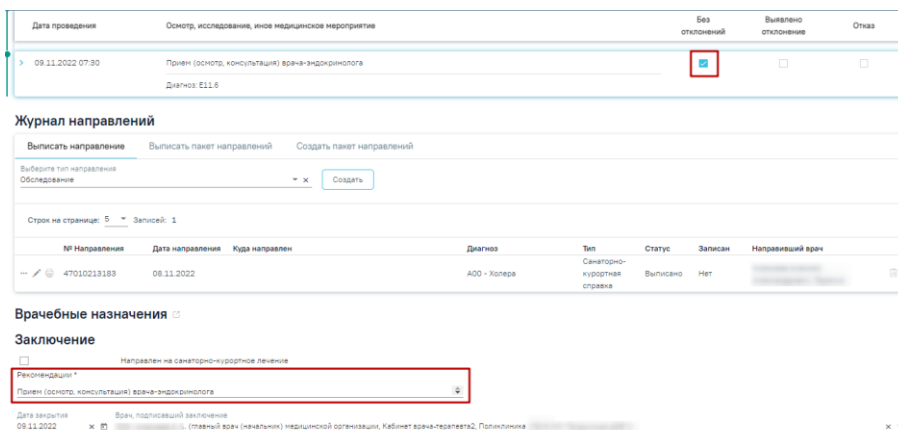 Дата проведения Осмотр, исследование, иное медицинское мероприятие Без отклонений Выявлено отклонение Отказ
09.11.2022 07:30 Прием (осмотр, консультация) врача-эндокринолога
Диагноз: E11.6
Журнал направлений
Выписать направление Выписать пакет направлений Создать пакет направлений
Выберите тип направления
Обследование Создать
Строк на странице: 5 Записей: 1
№ Направления Дата направления Куда направлен Диагноз Тип Статус Записан Направивший врач
47010213183 08.11.2022 A00 - Холера Санаторно-курортная справка Выписано Нет
Врачебные назначения
Заключение
Направлен на санаторно-курортное лечение
Рекомендации *
Прием (осмотр, консультация) врача-эндокринолога
Дата закрытия Врач, подписавший заключение
09.11.2022 (главный врач (начальник) медицинской организации, Кабинет врача-терапевта2, Поликлиника